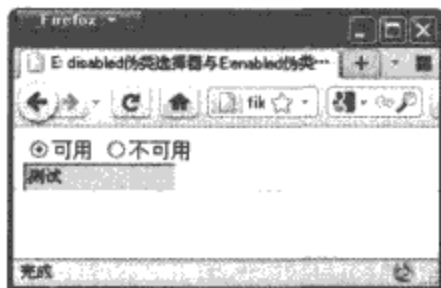 Firefox
E: disabled伪类选择器与E:enabled伪类…
fik
可用 不可用
测试
完成